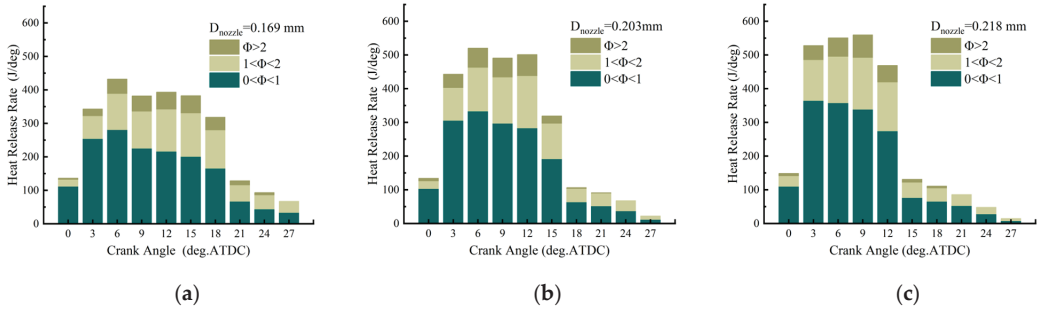 Heat Release Rate (J/deg)
600
500
400
300
200
100
0
D_nozzle=0.169 mm
Φ>2
1<Φ<2
0<Φ<1
0 3 6 9 12 15 18 21 24 27
Crank Angle (deg.ATDC)
(a)
Heat Release Rate (J/deg)
600
500
400
300
200
100
0
D_nozzle=0.203mm
Φ>2
1<Φ<2
0<Φ<1
0 3 6 9 12 15 18 21 24 27
Crank Angle (deg.ATDC)
(b)
Heat Release Rate (J/deg)
600
500
400
300
200
100
0
D_nozzle=0.218 mm
Φ>2
1<Φ<2
0<Φ<1
0 3 6 9 12 15 18 21 24 27
Crank Angle (deg.ATDC)
(c)